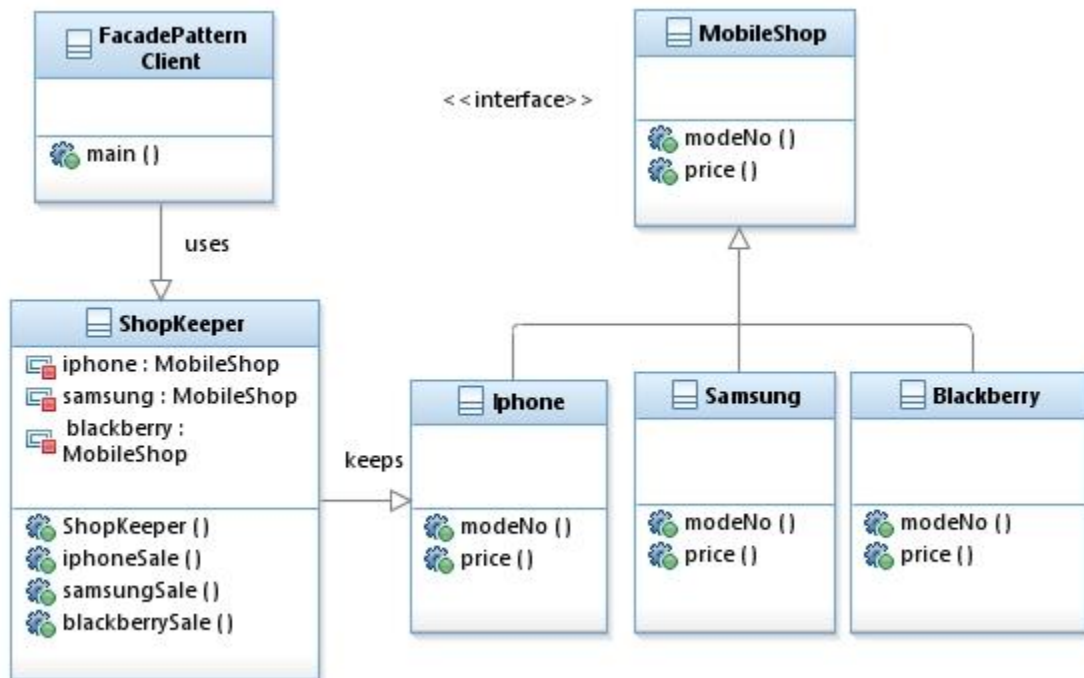 FacadePattern
Client
main ()
uses
<<interface>>
MobileShop
modeNo ()
price ()
ShopKeeper
iphone : MobileShop
samsung : MobileShop
blackberry :
MobileShop
ShopKeeper ()
iphoneSale ()
samsungSale ()
blackberrySale ()
keeps
Iphone
modeNo ()
price ()
Samsung
modeNo ()
price ()
Blackberry
modeNo ()
price ()